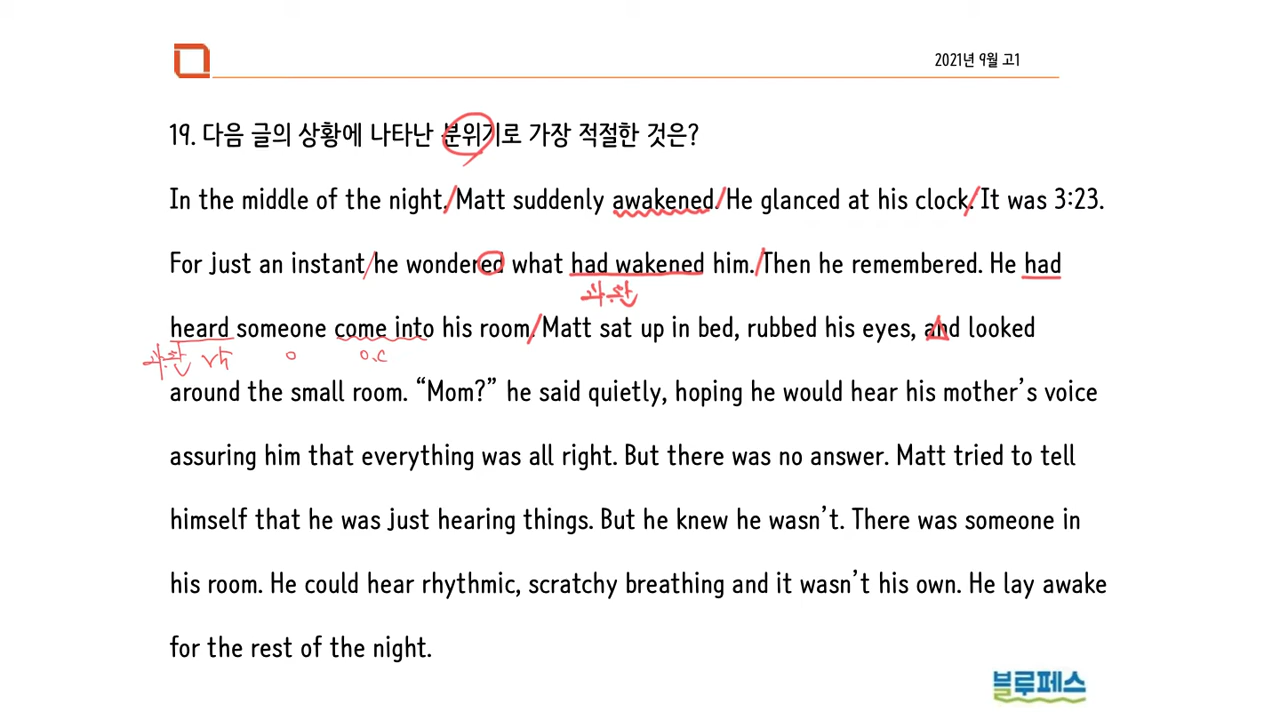 2021년 9월 고1
19. 다음 글의 상황에 나타난 분위기로 가장 적절한 것은?
In the middle of the night, Matt suddenly awakened. He glanced at his clock. It was 3:23.
For just an instant he wondered what had wakened him. Then he remembered. He had
과.완
heard someone come into his room. Matt sat up in bed, rubbed his eyes, and looked
과.완 지V O O.C
around the small room. “Mom?” he said quietly, hoping he would hear his mother’s voice
assuring him that everything was all right. But there was no answer. Matt tried to tell
himself that he was just hearing things. But he knew he wasn’t. There was someone in
his room. He could hear rhythmic, scratchy breathing and it wasn’t his own. He lay awake
for the rest of the night.
블루페스